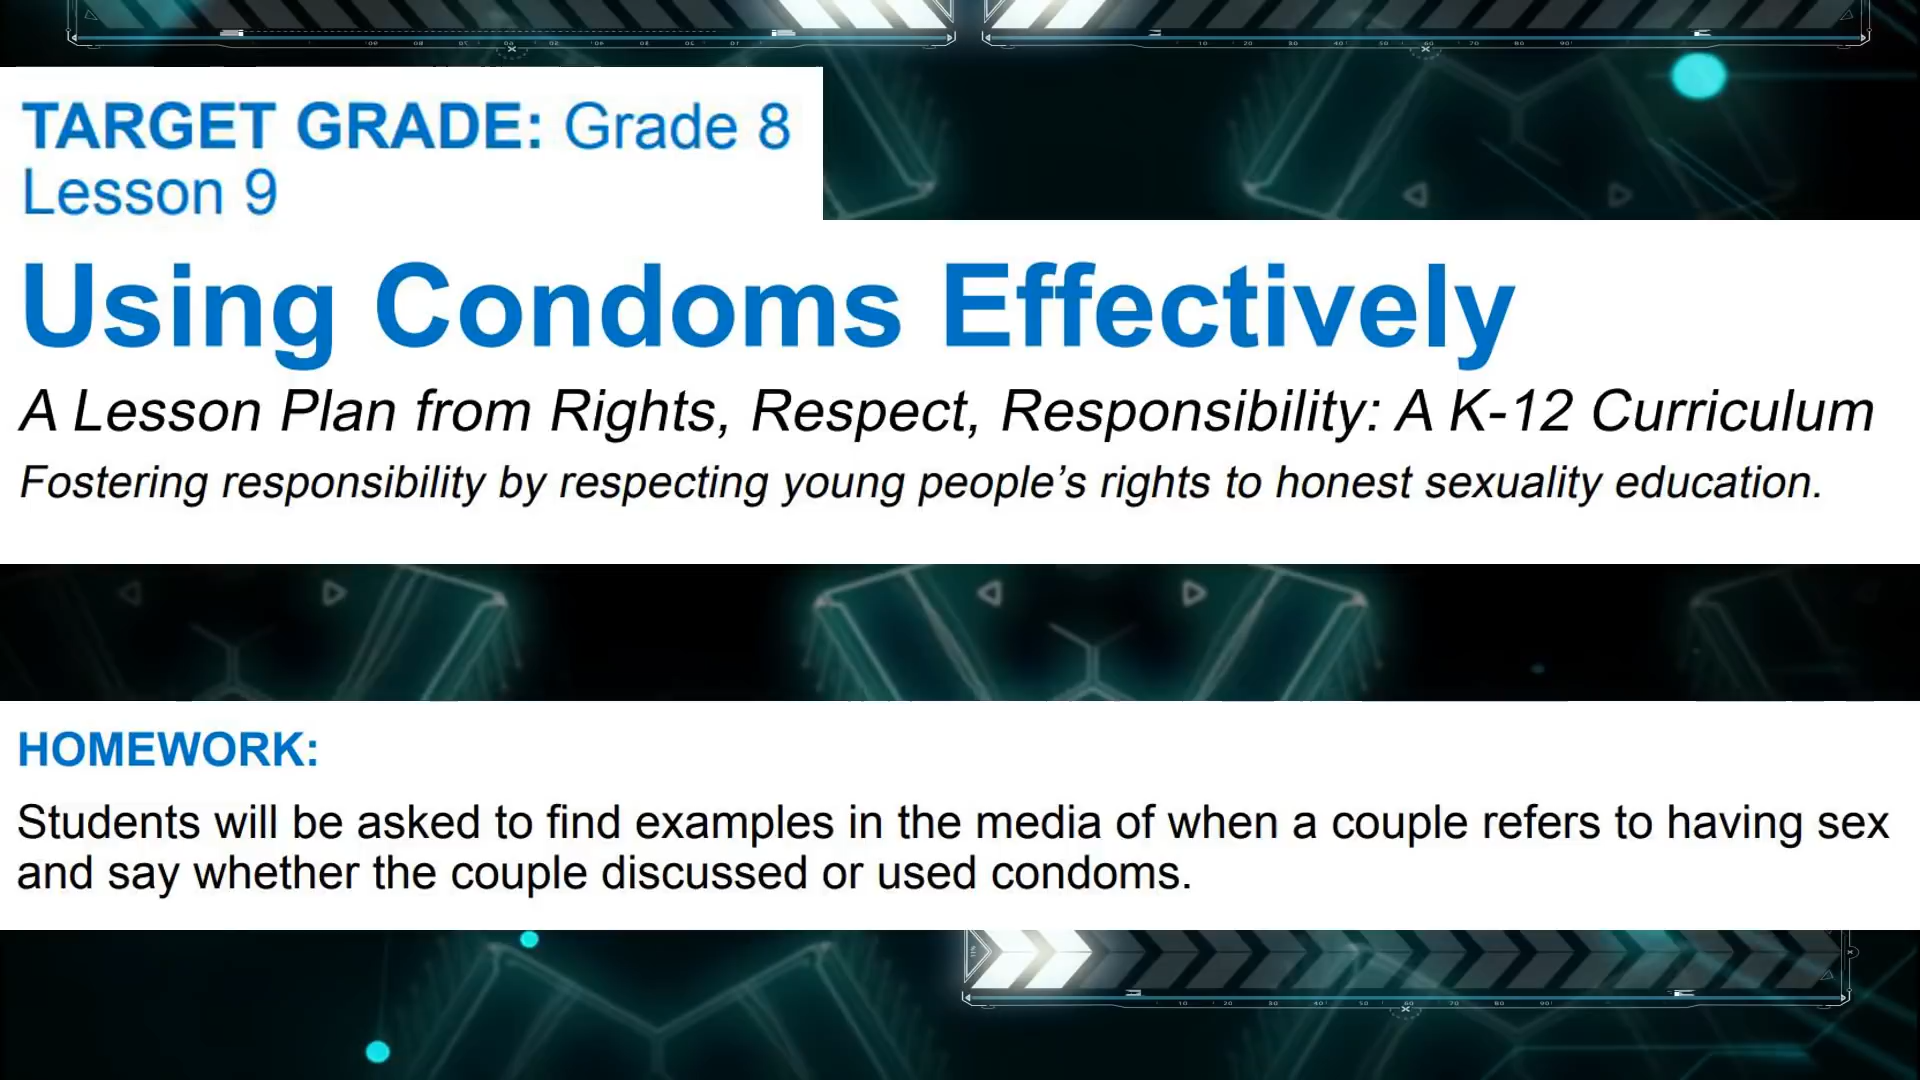 TARGET GRADE: Grade 8
Lesson 9
Using Condoms Effectively
A Lesson Plan from Rights, Respect, Responsibility: A K-12 Curriculum
Fostering responsibility by respecting young people’s rights to honest sexuality education.
HOMEWORK:
Students will be asked to find examples in the media of when a couple refers to having sex
and say whether the couple discussed or used condoms.